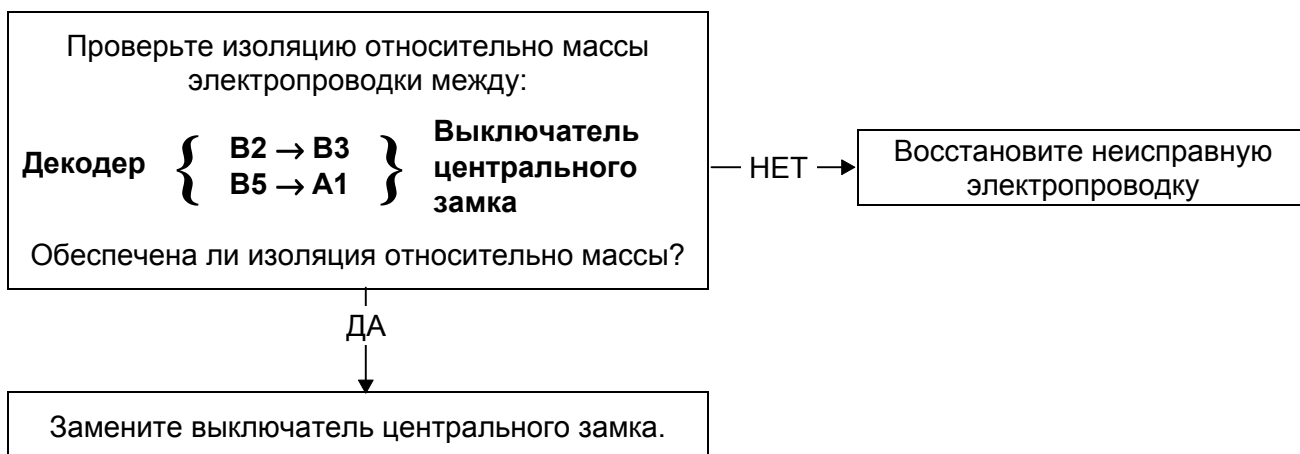 Проверьте изоляцию относительно массы
электропроводки между:
Декодер { B2 → B3 } Выключатель
B5 → A1 центрального
замка
Обеспечена ли изоляция относительно массы?
НЕТ
Восстановите неисправную
электропроводку
ДА
Замените выключатель центрального замка.